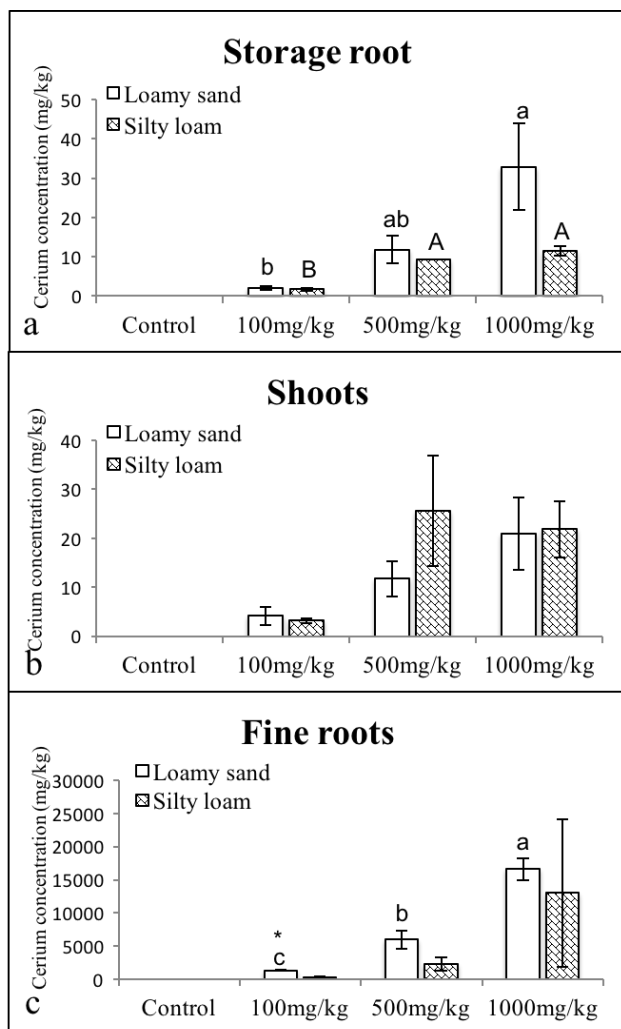 Storage root
Cerium concentration (mg/kg)
50
40
30
20
10
0
Loamy sand
Silty loam
b
B
ab
A
a
A
Control
100mg/kg
500mg/kg
1000mg/kg
a
Shoots
Cerium concentration (mg/kg)
40
30
20
10
0
Loamy sand
Silty loam
Control
100mg/kg
500mg/kg
1000mg/kg
b
Fine roots
Cerium concentration (mg/kg)
30000
25000
20000
15000
10000
5000
0
Loamy sand
Silty loam
*
c
b
a
Control
100mg/kg
500mg/kg
1000mg/kg
c